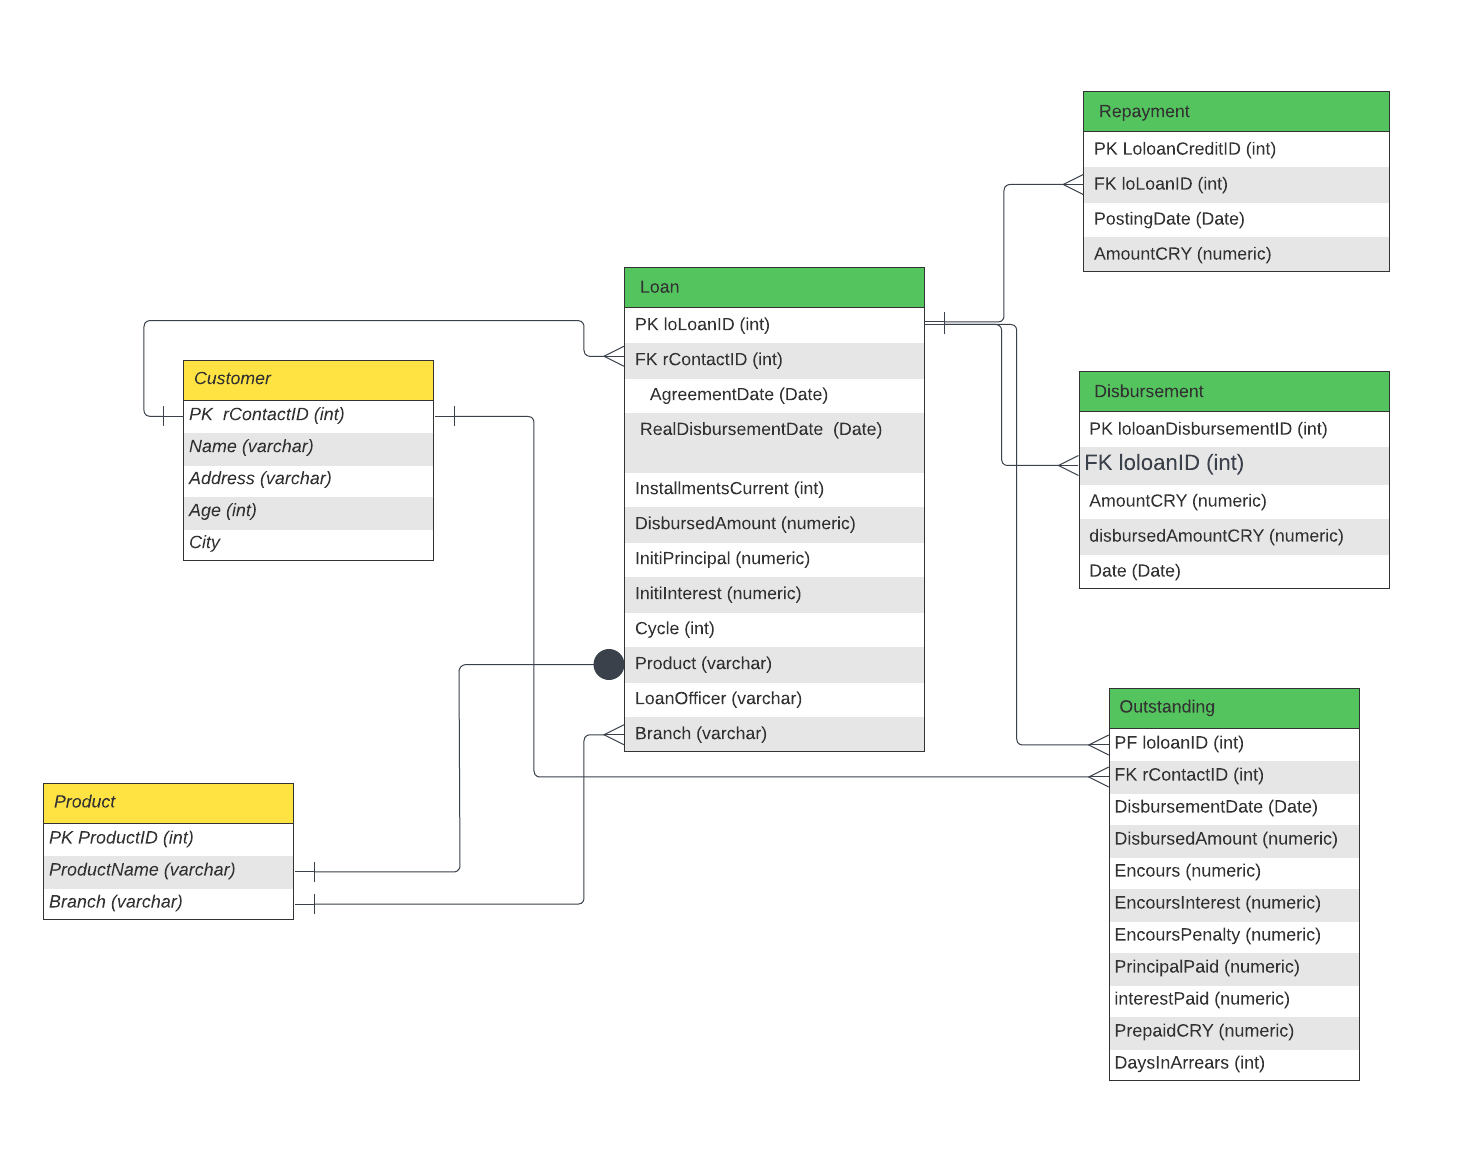 Repayment
PK LoloanCreditID (int)
FK loLoanID (int)
PostingDate (Date)
AmountCRY (numeric)
Loan
PK loLoanID (int)
FK rContactID (int)
AgreementDate (Date)
RealDisbursementDate  (Date)
InstallmentsCurrent (int)
DisbursedAmount (numeric)
InitiPrincipal (numeric)
InitiInterest (numeric)
Cycle (int)
Product (varchar)
LoanOfficer (varchar)
Branch (varchar)
Customer
PK  rContactID (int)
Name (varchar)
Address (varchar)
Age (int)
City
Disbursement
PK loloanDisbursementID (int)
FK loloanID (int)
AmountCRY (numeric)
disbursedAmountCRY (numeric)
Date (Date)
Outstanding
PF loloanID (int)
FK rContactID (int)
DisbursementDate (Date)
DisbursedAmount (numeric)
Encours (numeric)
EncoursInterest (numeric)
EncoursPenalty (numeric)
PrincipalPaid (numeric)
interestPaid (numeric)
PrepaidCRY (numeric)
DaysInArrears (int)
Product
PK ProductID (int)
ProductName (varchar)
Branch (varchar)